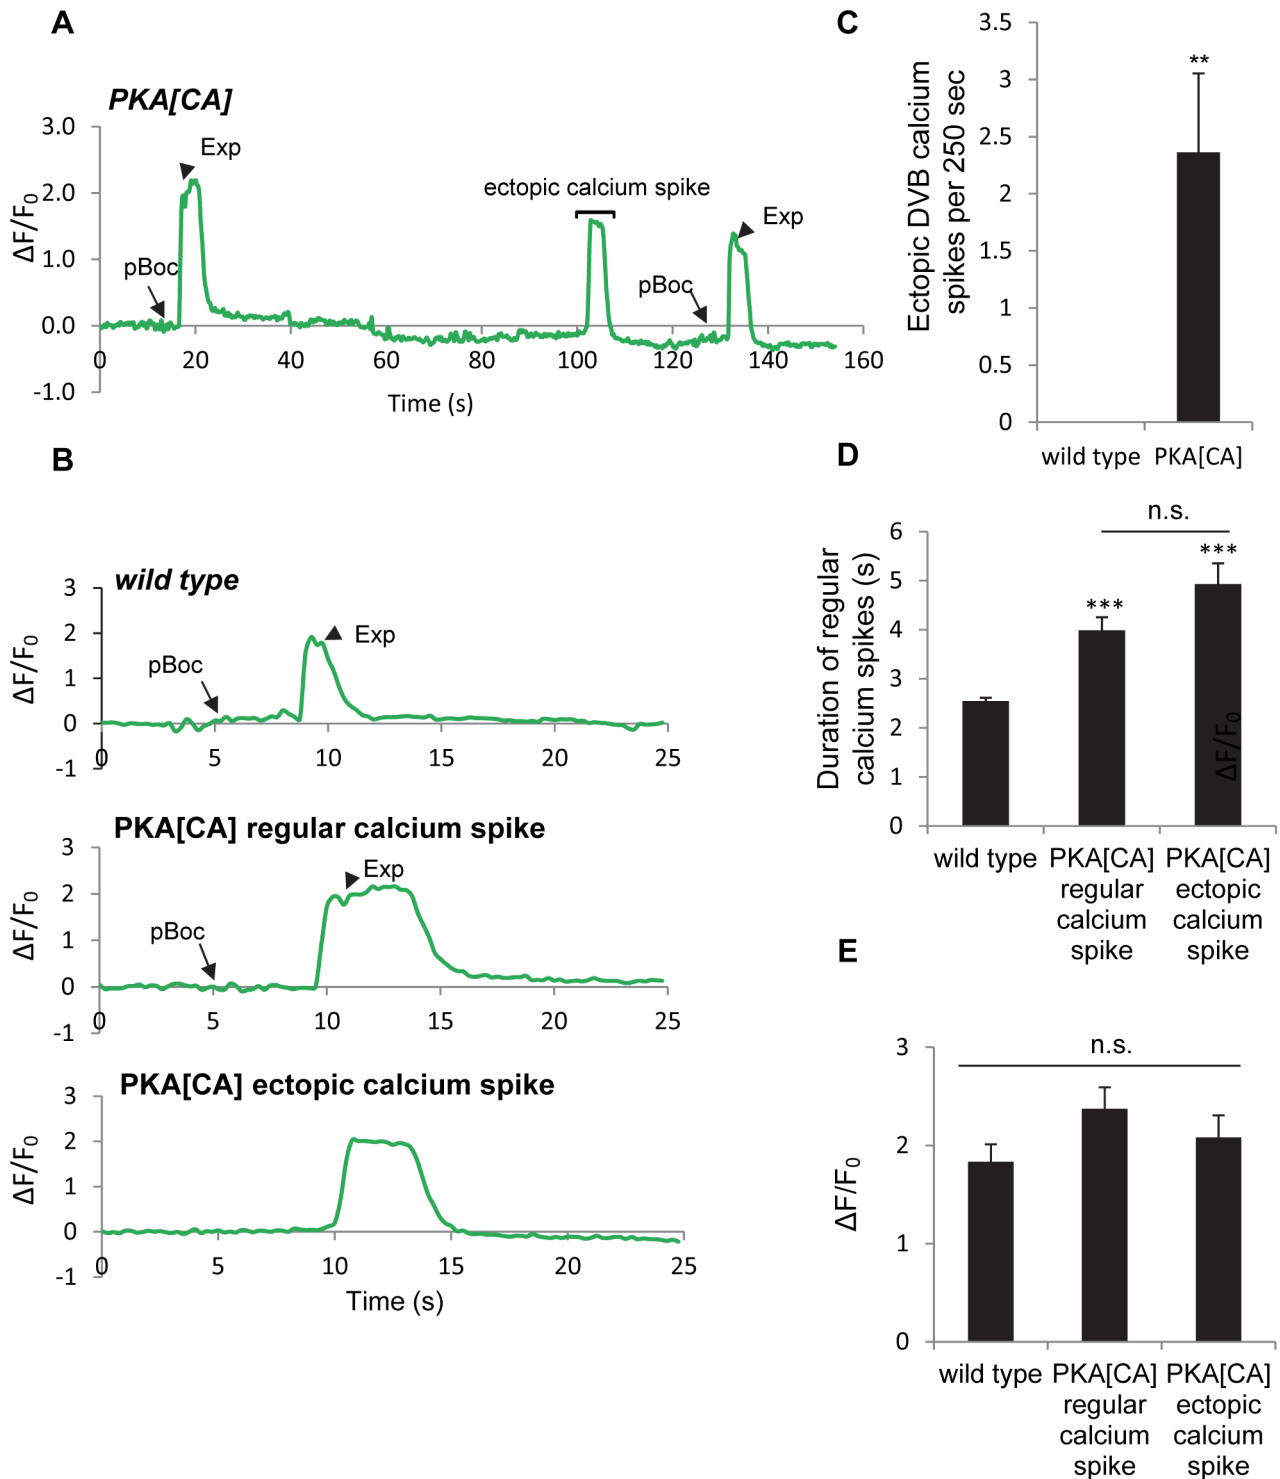 A
PKA[CA]
3.0
2.0
1.0
0.0
-1.0
ΔF/F0
pBoc
Exp
ectopic calcium spike
pBoc
Exp
0 20 40 60 80 100 120 140 160
Time (s)
B
wild type
3
2
1
0
-1
ΔF/F0
pBoc
Exp
0 5 10 15 20 25
PKA[CA] regular calcium spike
3
2
1
0
-1
ΔF/F0
pBoc
Exp
0 5 10 15 20 25
PKA[CA] ectopic calcium spike
3
2
1
0
-1
ΔF/F0
0 5 10 15 20 25
Time (s)
C
Ectopic DVB calcium
spikes per 250 sec
3.5
3
2.5
2
1.5
1
0.5
0
**
wild type PKA[CA]
D
Duration of regular
calcium spikes (s)
6
5
4
3
2
1
0
n.s.
***
***
ΔF/F0
wild type PKA[CA] PKA[CA]
regular ectopic
calcium calcium
spike spike
E
ΔF/F0
3
2
1
0
n.s.
wild type PKA[CA] PKA[CA]
regular ectopic
calcium calcium
spike spike